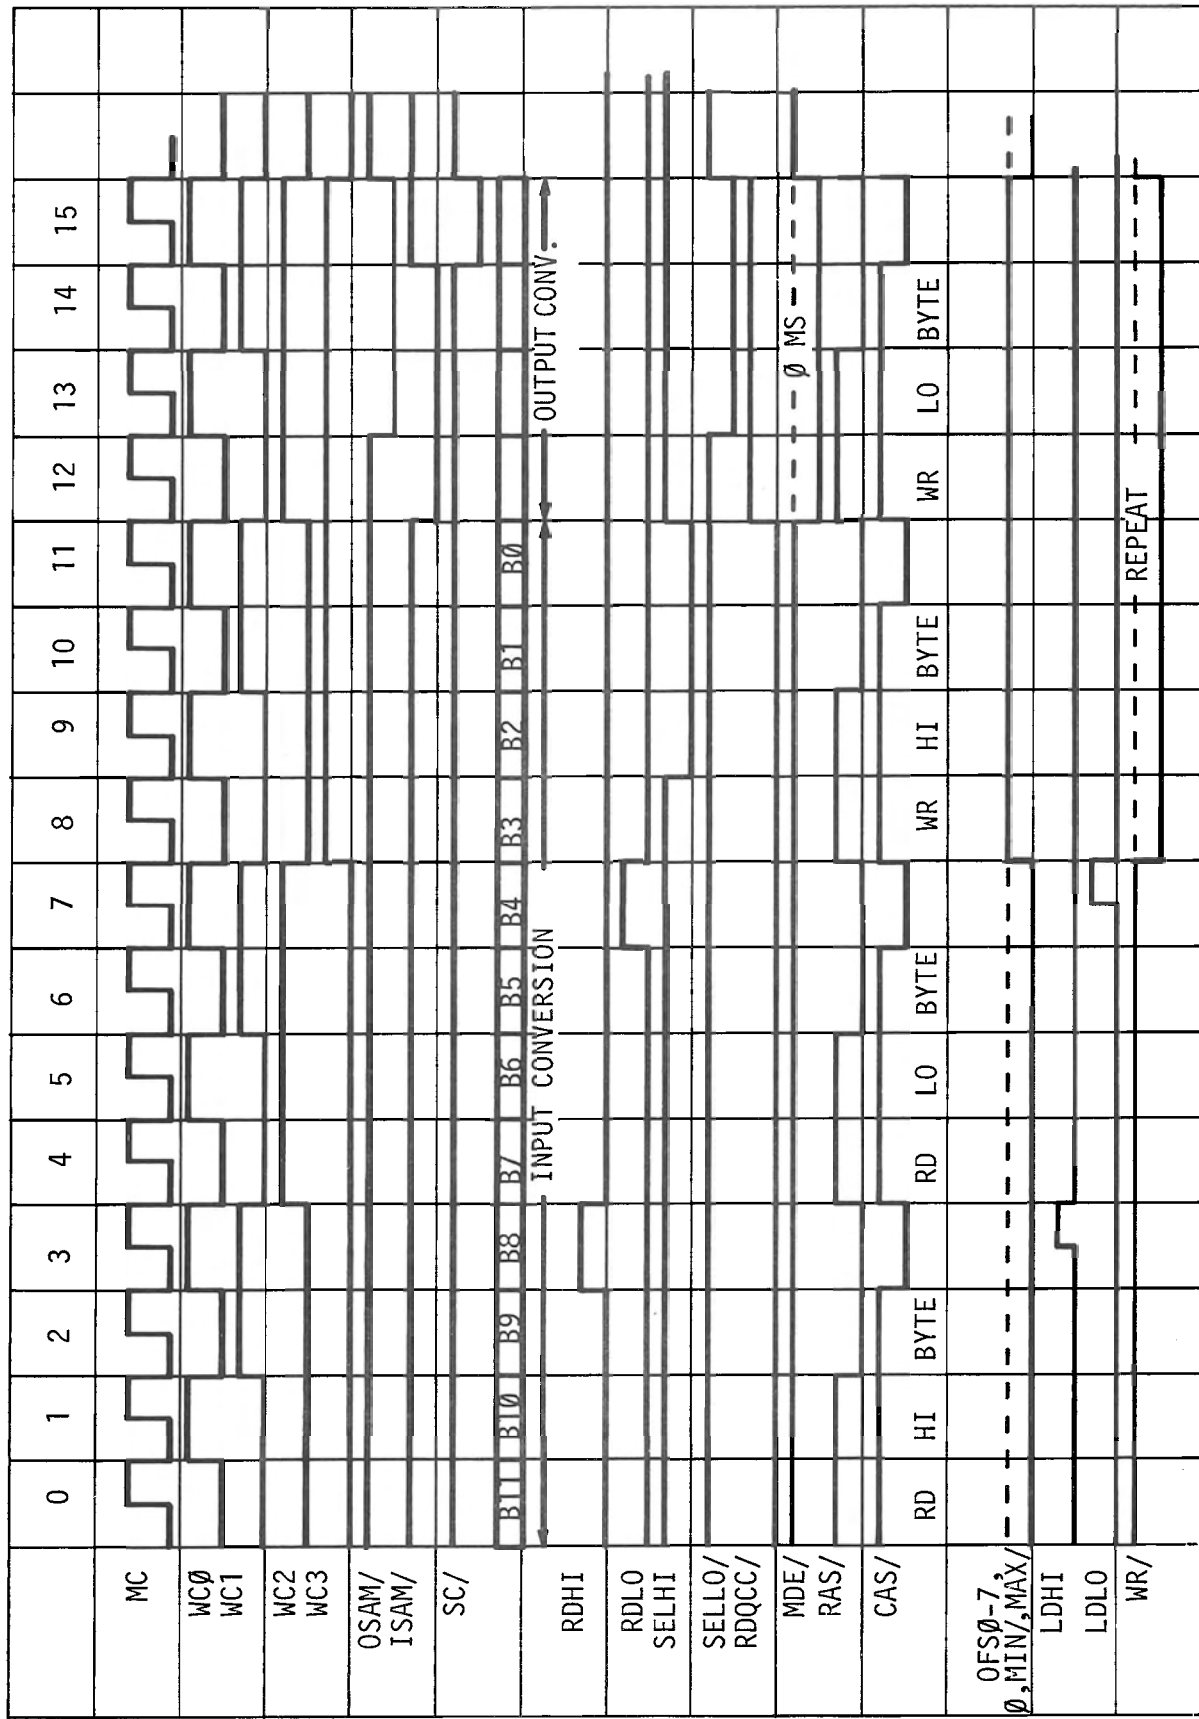 0 1 2 3 4 5 6 7 8 9 10 11 12 13 14 15
MC
WCØ
WC1
WC2
WC3
OSAM/
ISAM/
SC/
B11 B1Ø B9 B8 B7 B6 B5 B4 B3 B2 B1 BØ
INPUT CONVERSION OUTPUT CONV.
RDHI
RDLO
SELHI
SELLO/
RDQCC/
MDE/ Ø MS
RAS/
CAS/
RD HI BYTE RD LO BYTE WR HI BYTE WR LO BYTE
OFSØ-7,
Ø,MIN/,MAX/
LDHI
LDLO
WR/ REPEAT